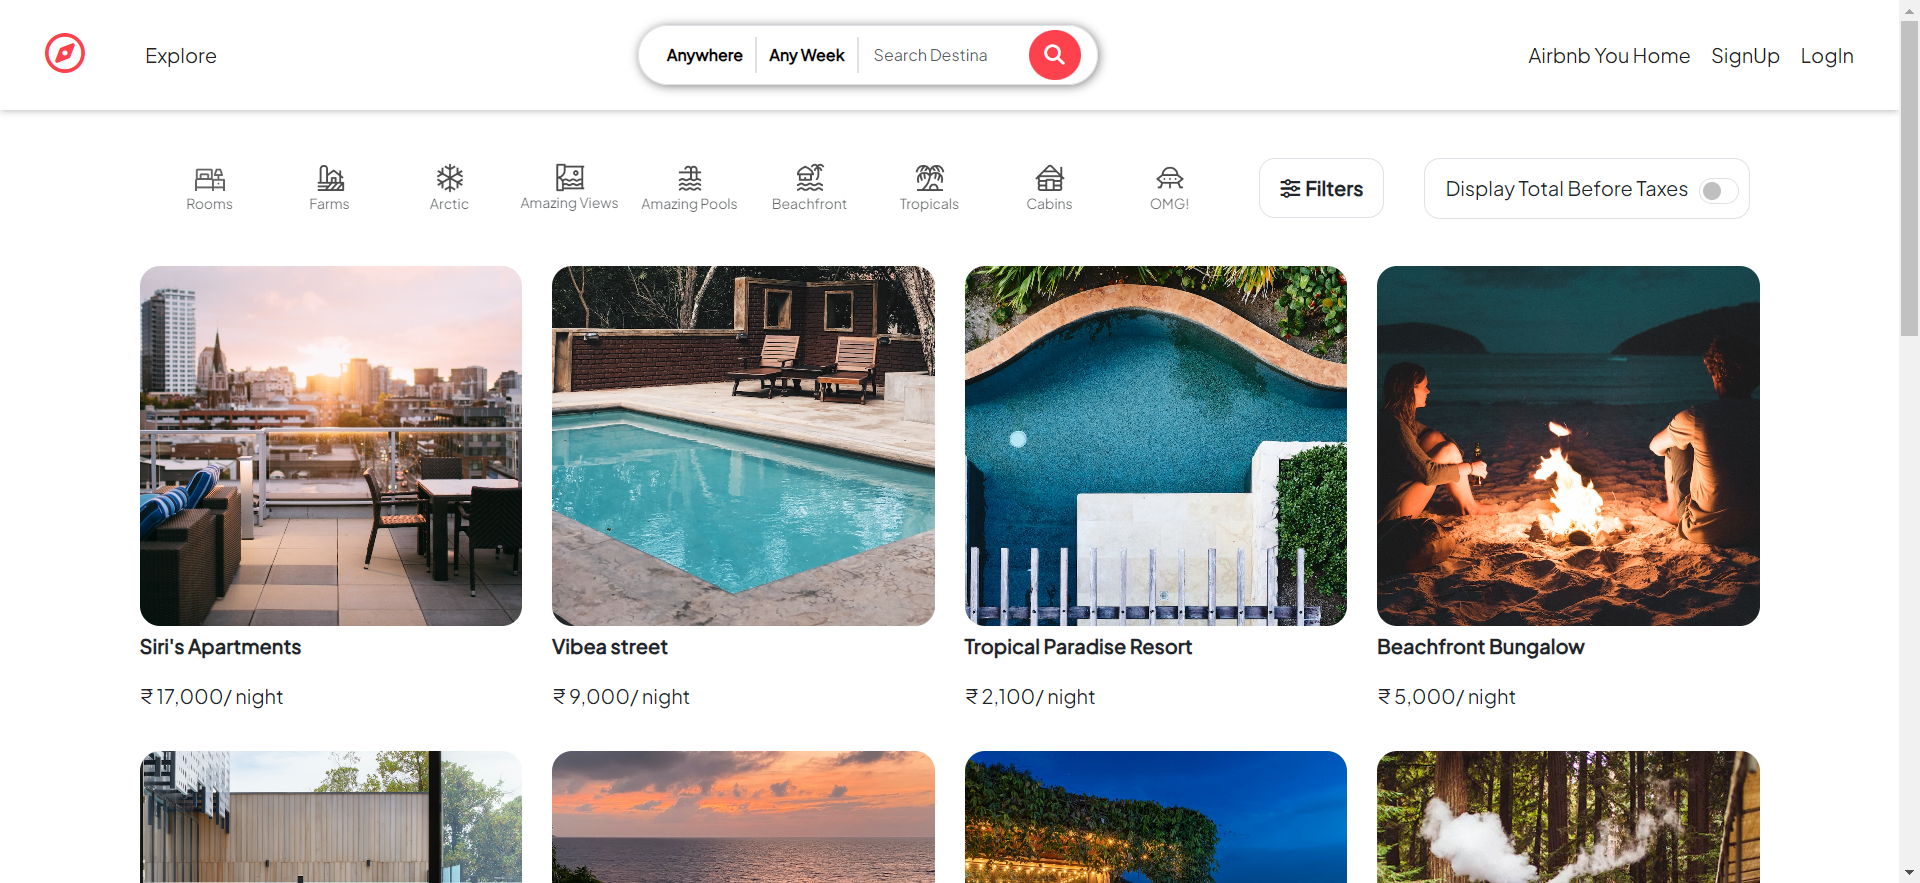 Explore
Anywhere
Any Week
Search Destina
Airbnb You Home
SignUp
LogIn
Rooms
Farms
Arctic
Amazing Views
Amazing Pools
Beachfront
Tropicals
Cabins
OMG!
Filters
Display Total Before Taxes
Siri's Apartments
₹ 17,000/ night
Vibea street
₹ 9,000/ night
Tropical Paradise Resort
₹ 2,100/ night
Beachfront Bungalow
₹ 5,000/ night